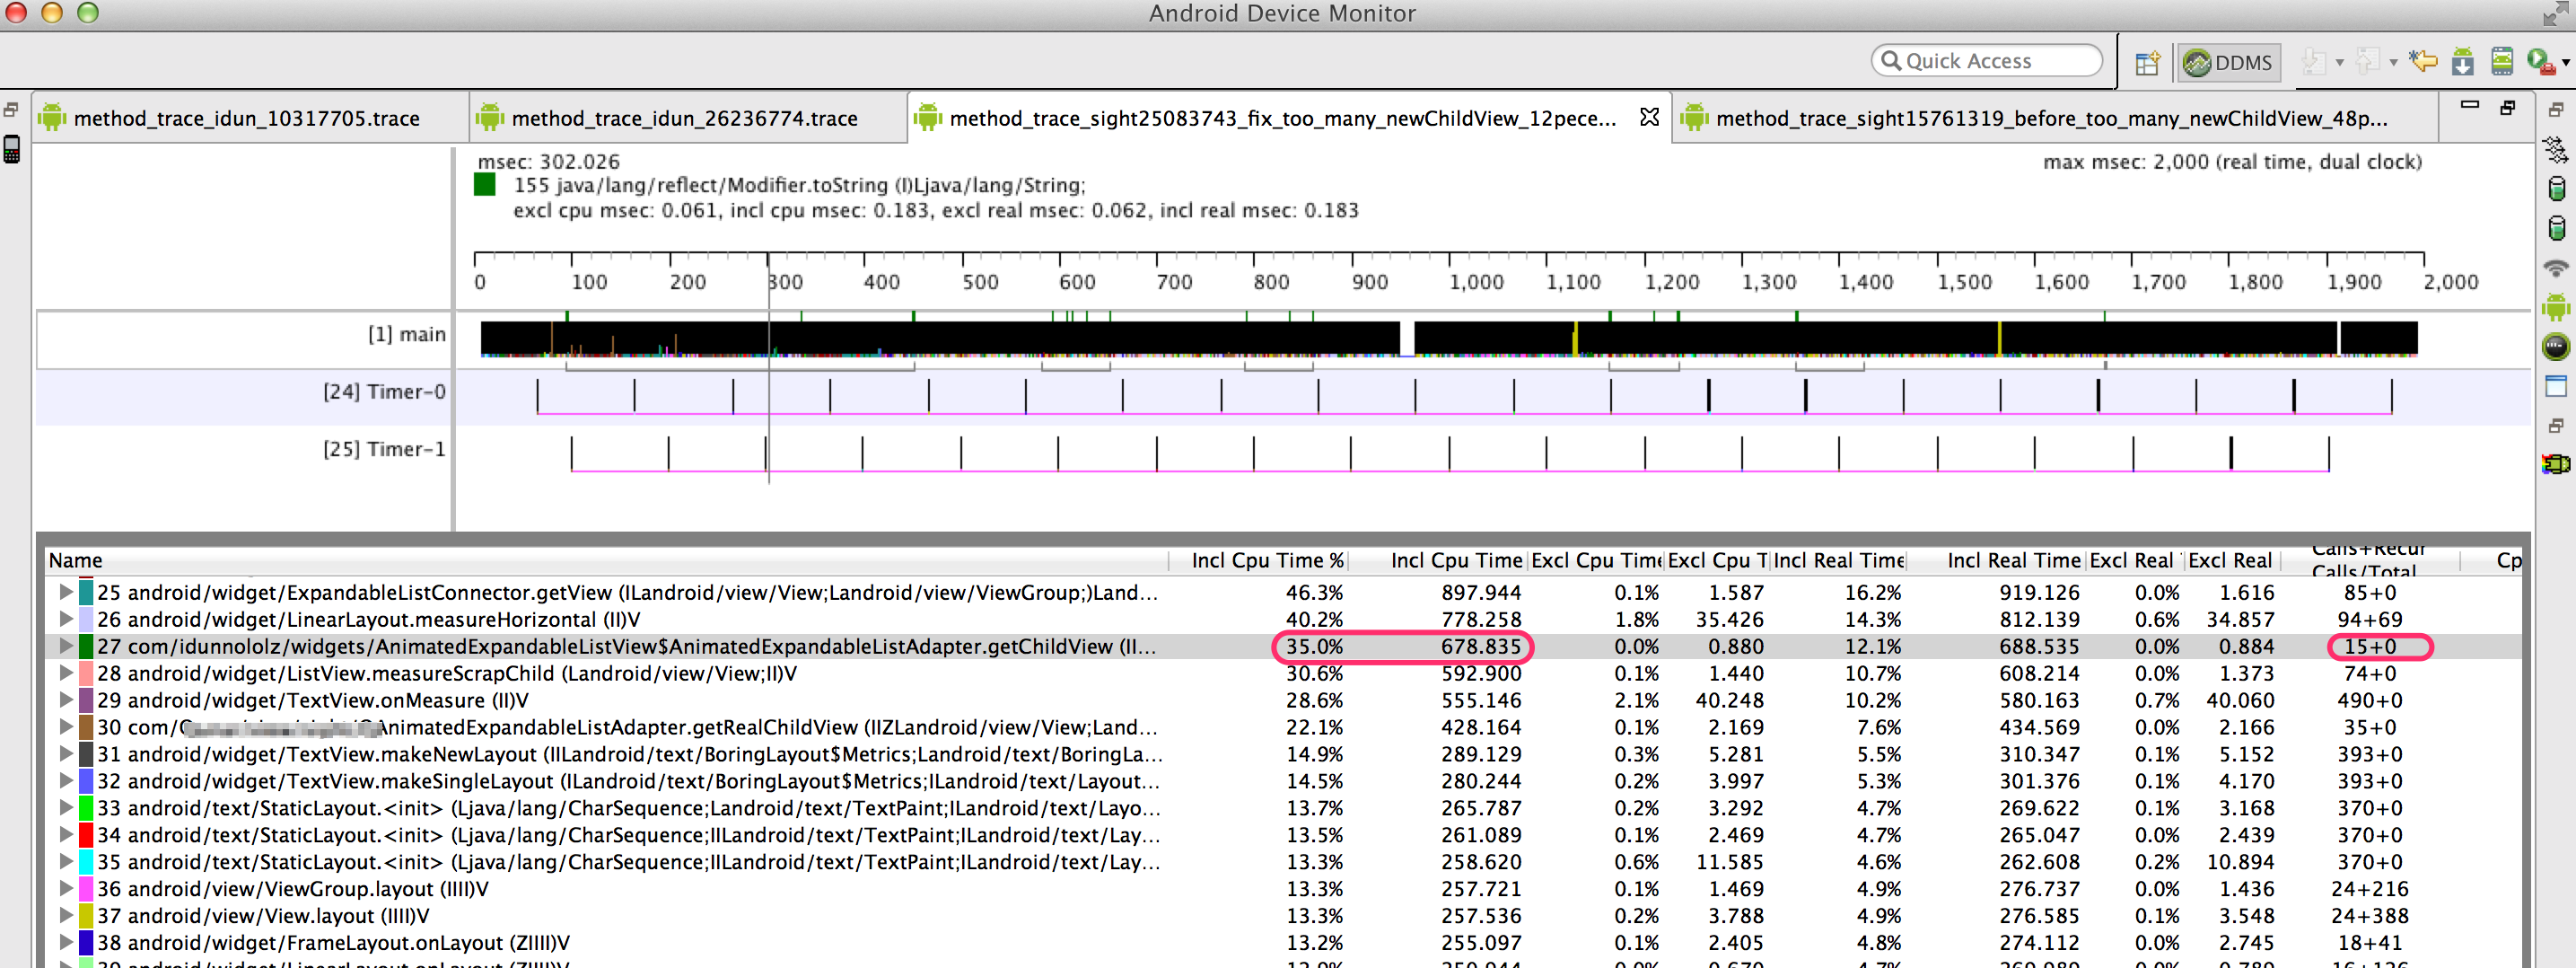 Android Device Monitor
Quick Access
DDMS
method_trace_idun_10317705.trace
method_trace_idun_26236774.trace
method_trace_sight25083743_fix_too_many_newChildView_12pece...
method_trace_sight15761319_before_too_many_newChildView_48p...
msec: 302.026
max msec: 2,000 (real time, dual clock)
155 java/lang/reflect/Modifier.toString (I)Ljava/lang/String;
excl cpu msec: 0.061, incl cpu msec: 0.183, excl real msec: 0.062, incl real msec: 0.183
0 100 200 300 400 500 600 700 800 900 1,000 1,100 1,200 1,300 1,400 1,500 1,600 1,700 1,800 1,900 2,000
[1] main
[24] Timer-0
[25] Timer-1
Name Incl Cpu Time % Incl Cpu Time Excl Cpu Time Excl Cpu T Incl Real Time Incl Real Time Excl Real Excl Real Calls+Recur Calls/Total Cp
25 android/widget/ExpandableListConnector.getView (ILandroid/view/View;Landroid/view/ViewGroup;)Land... 46.3% 897.944 0.1% 1.587 16.2% 919.126 0.0% 1.616 85+0
26 android/widget/LinearLayout.measureHorizontal (II)V 40.2% 778.258 1.8% 35.426 14.3% 812.139 0.6% 34.857 94+69
27 com/idunnololz/widgets/AnimatedExpandableListView$AnimatedExpandableListAdapter.getChildView (II... 35.0% 678.835 0.0% 0.880 12.1% 688.535 0.0% 0.884 15+0
28 android/widget/ListView.measureScrapChild (Landroid/view/View;II)V 30.6% 592.900 0.1% 1.440 10.7% 608.214 0.0% 1.373 74+0
29 android/widget/TextView.onMeasure (II)V 28.6% 555.146 2.1% 40.248 10.2% 580.163 0.7% 40.060 490+0
30 com/ AnimatedExpandableListAdapter.getRealChildView (IIZLandroid/view/View;Land... 22.1% 428.164 0.1% 2.169 7.6% 434.569 0.0% 2.166 35+0
31 android/widget/TextView.makeNewLayout (IILandroid/text/BoringLayout$Metrics;Landroid/text/BoringLa... 14.9% 289.129 0.3% 5.281 5.5% 310.347 0.1% 5.152 393+0
32 android/widget/TextView.makeSingleLayout (ILandroid/text/BoringLayout$Metrics;ILandroid/text/Layout... 14.5% 280.244 0.2% 3.997 5.3% 301.376 0.1% 4.170 393+0
33 android/text/StaticLayout.<init> (Ljava/lang/CharSequence;Landroid/text/TextPaint;ILandroid/text/Layo... 13.7% 265.787 0.2% 3.292 4.7% 269.622 0.1% 3.168 370+0
34 android/text/StaticLayout.<init> (Ljava/lang/CharSequence;IILandroid/text/TextPaint;ILandroid/text/Lay... 13.5% 261.089 0.1% 2.469 4.7% 265.047 0.0% 2.439 370+0
35 android/text/StaticLayout.<init> (Ljava/lang/CharSequence;IILandroid/text/TextPaint;ILandroid/text/Lay... 13.3% 258.620 0.6% 11.585 4.6% 262.608 0.2% 10.894 370+0
36 android/view/ViewGroup.layout (IIII)V 13.3% 257.721 0.1% 1.469 4.9% 276.737 0.0% 1.436 24+216
37 android/view/View.layout (IIII)V 13.3% 257.536 0.2% 3.788 4.9% 276.585 0.1% 3.548 24+388
38 android/widget/FrameLayout.onLayout (ZIIII)V 13.2% 255.097 0.1% 2.405 4.8% 274.112 0.0% 2.745 18+41